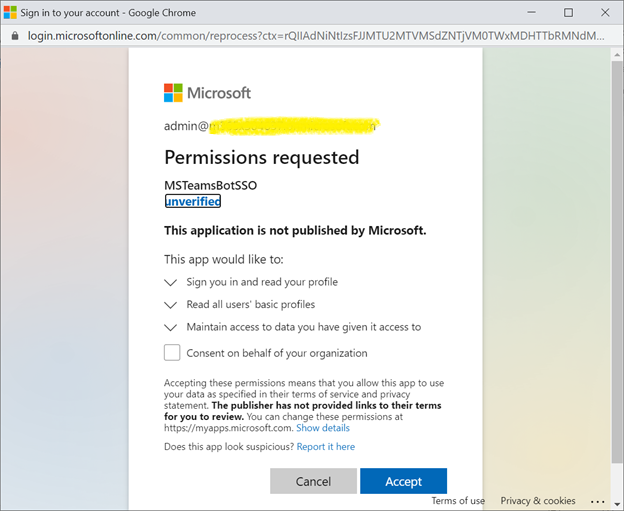 Sign in to your account - Google Chrome
login.microsoftonline.com/common/reprocess?ctx=rQIIAdNiNtIzsFJJMTU2MTVMSdZNTjVM0TWxMDHTTbRMNdM...
Microsoft
admin@
Permissions requested
MSTeamsBotSSO
unverified
This application is not published by Microsoft.
This app would like to:
Sign you in and read your profile
Read all users' basic profiles
Maintain access to data you have given it access to
Consent on behalf of your organization
Accepting these permissions means that you allow this app to use
your data as specified in their terms of service and privacy
statement. The publisher has not provided links to their terms
for you to review. You can change these permissions at
https://myapps.microsoft.com. Show details
Does this app look suspicious? Report it here
Cancel Accept
Terms of use Privacy & cookies ...